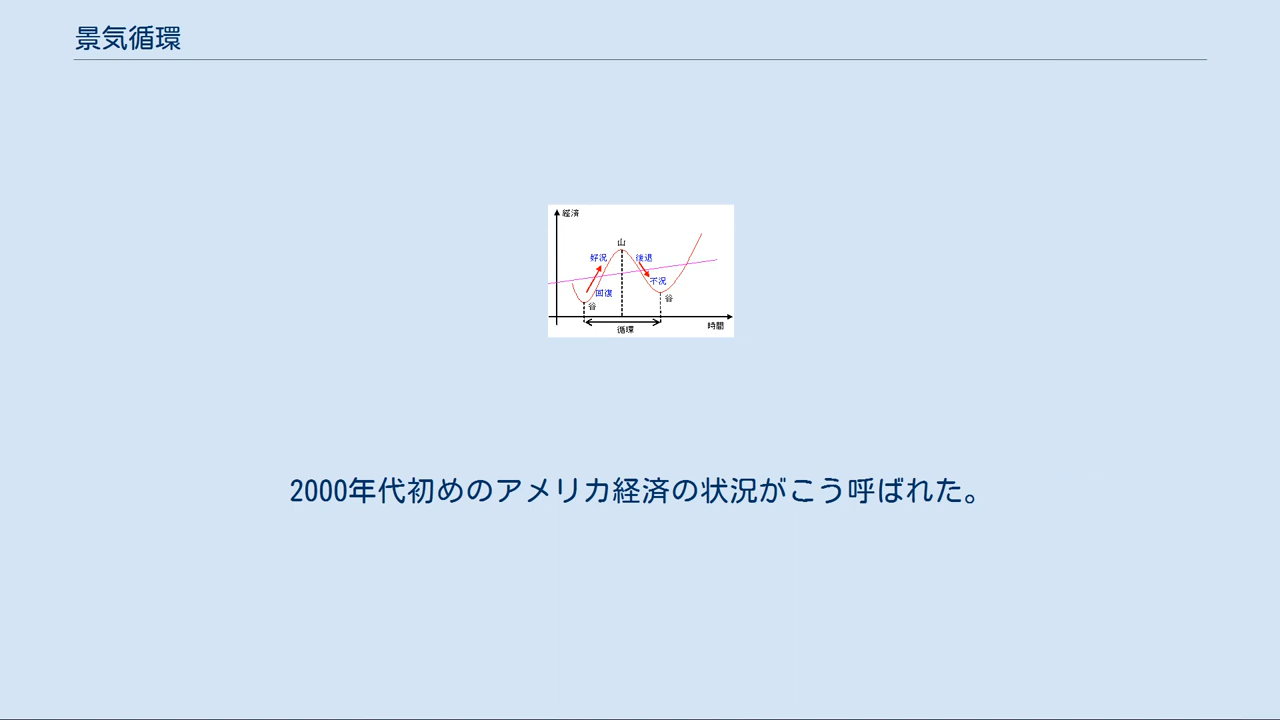 景気循環
経済
山
好況
後退
不況
回復
谷
谷
循環
時間
2000年代初めのアメリカ経済の状況がこう呼ばれた。